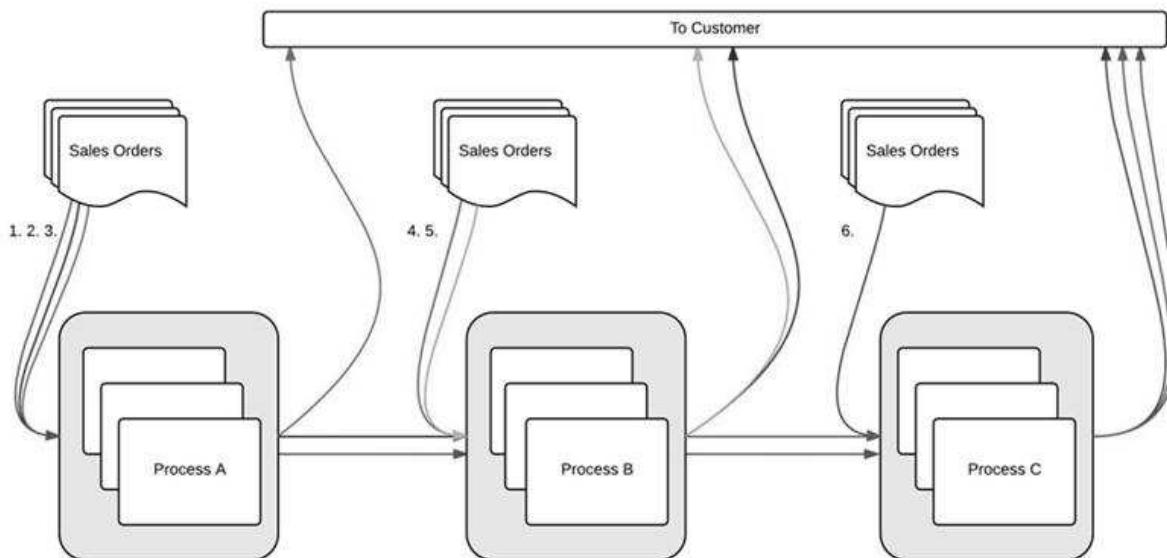 To Customer
Sales Orders
Sales Orders
Sales Orders
1. 2. 3.
4. 5.
6.
Process A
Process B
Process C